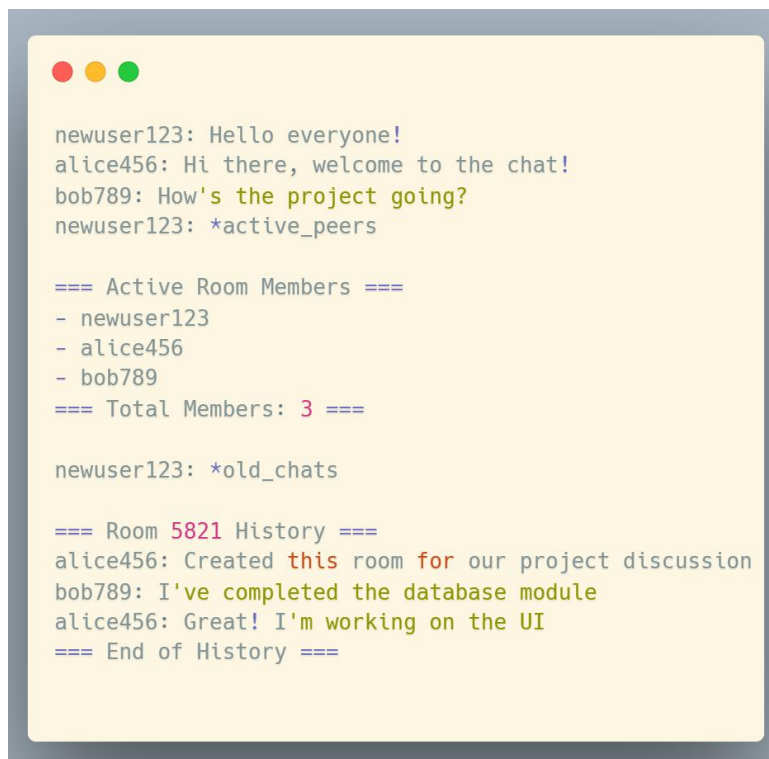 newuser123: Hello everyone!
alice456: Hi there, welcome to the chat!
bob789: How's the project going?
newuser123: *active_peers
=== Active Room Members ===
- newuser123
- alice456
- bob789
=== Total Members: 3 ===
newuser123: *old_chats
=== Room 5821 History ===
alice456: Created this room for our project discussion
bob789: I've completed the database module
alice456: Great! I'm working on the UI
=== End of History ===